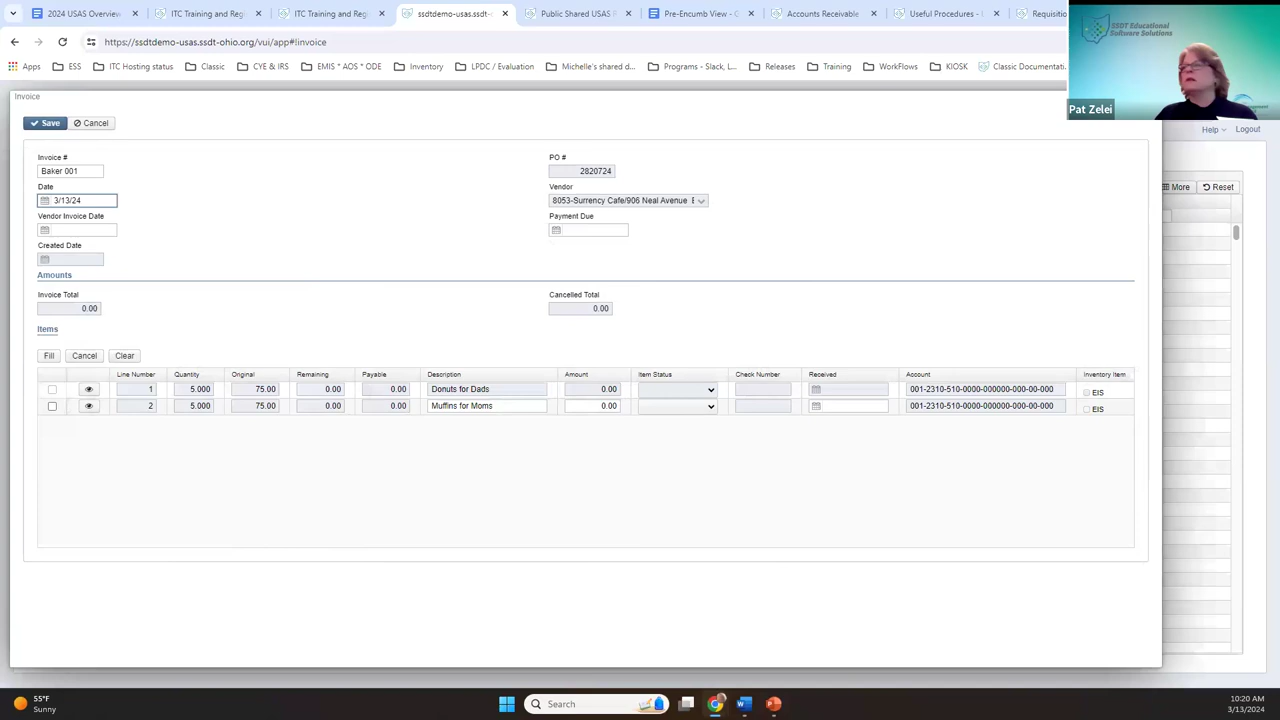 2024 USAS Overview
ITC Training and Reg
ITC Training and Reg
ssdtdemo-usas.ssdt-
Public Shared USAS
Pre-Encumb View
Accounts Receivable
Useful Procedures -
Requisition
https://ssdtdemo-usas.ssdt-ohio.org/vui/app#!invoice
SSDT Educational
Software Solutions
Apps ESS ITC Hosting status Classic CYE & IRS EMIS * AOS * ODE Inventory LPDC / Evaluation Michelle's shared d... Programs - Slack, L... Releases Training WorkFlows KIOSK Classic Documentati
Pat Zelei
Invoice
Save Cancel
Help Logout
Invoice # PO #
Baker 001 2820724
Date Vendor
3/13/24 8053-Surrency Cafe/906 Neal Avenue
More Reset
Vendor Invoice Date Payment Due
Created Date
Amounts
Invoice Total Cancelled Total
0.00 0.00
Items
Fill Cancel Clear
Line Number Quantity Original Remaining Payable Description Amount Item Status Check Number Received Account Inventory Item
1 5.000 75.00 0.00 0.00 Donuts for Dads 0.00 001-2310-510-0000-000000-000-00-000 EIS
2 5.000 75.00 0.00 0.00 Muffins for Moms 0.00 001-2310-510-0000-000000-000-00-000 EIS
55°F
Sunny
Search
10:20 AM
3/13/2024